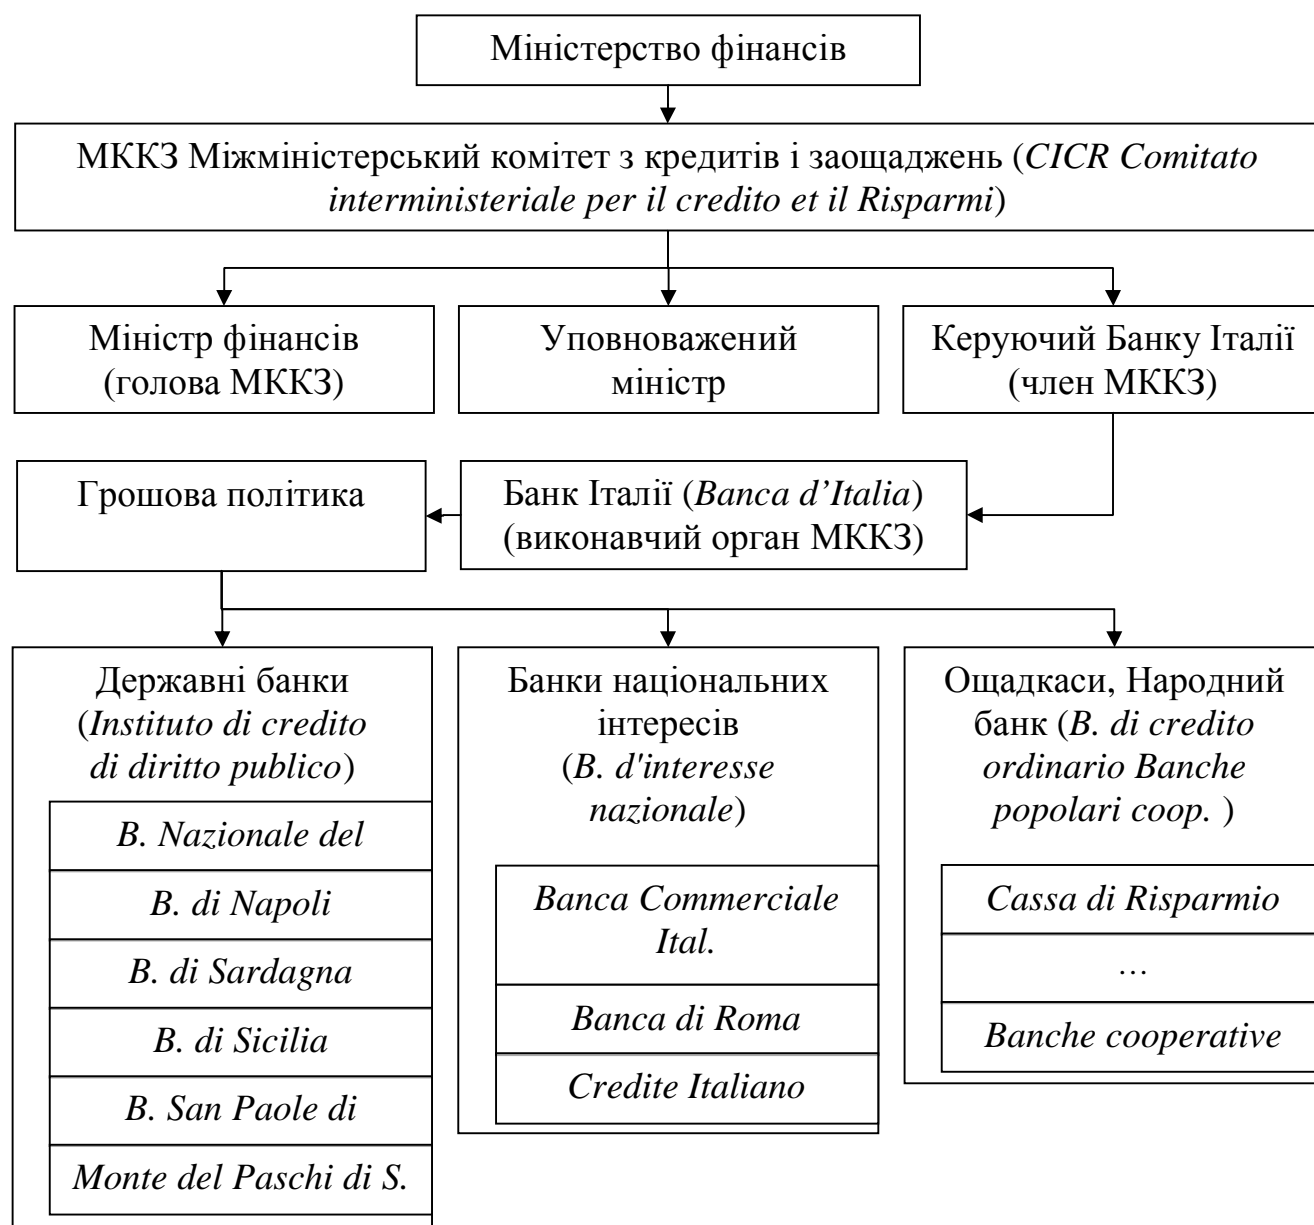 Міністерство фінансів
МККЗ Міжміністерський комітет з кредитів і заощаджень (CICR Comitato
interministeriale per il credito et il Risparmi)
Міністр фінансів
(голова МККЗ)
Уповноважений
міністр
Керуючий Банку Італії
(член МККЗ)
Грошова політика
Банк Італії (Banca d’Italia)
(виконавчий орган МККЗ)
Державні банки
(Instituto di credito
di diritto publico)
B. Nazionale del
B. di Napoli
B. di Sardagna
B. di Sicilia
B. San Paole di
Monte del Paschi di S.
Банки національних
інтересів
(B. d'interesse
nazionale)
Banca Commerciale
Ital.
Banca di Roma
Credite Italiano
Ощадкаси, Народний
банк (B. di credito
ordinario Banche
popolari coop. )
Cassa di Risparmio
…
Banche cooperative